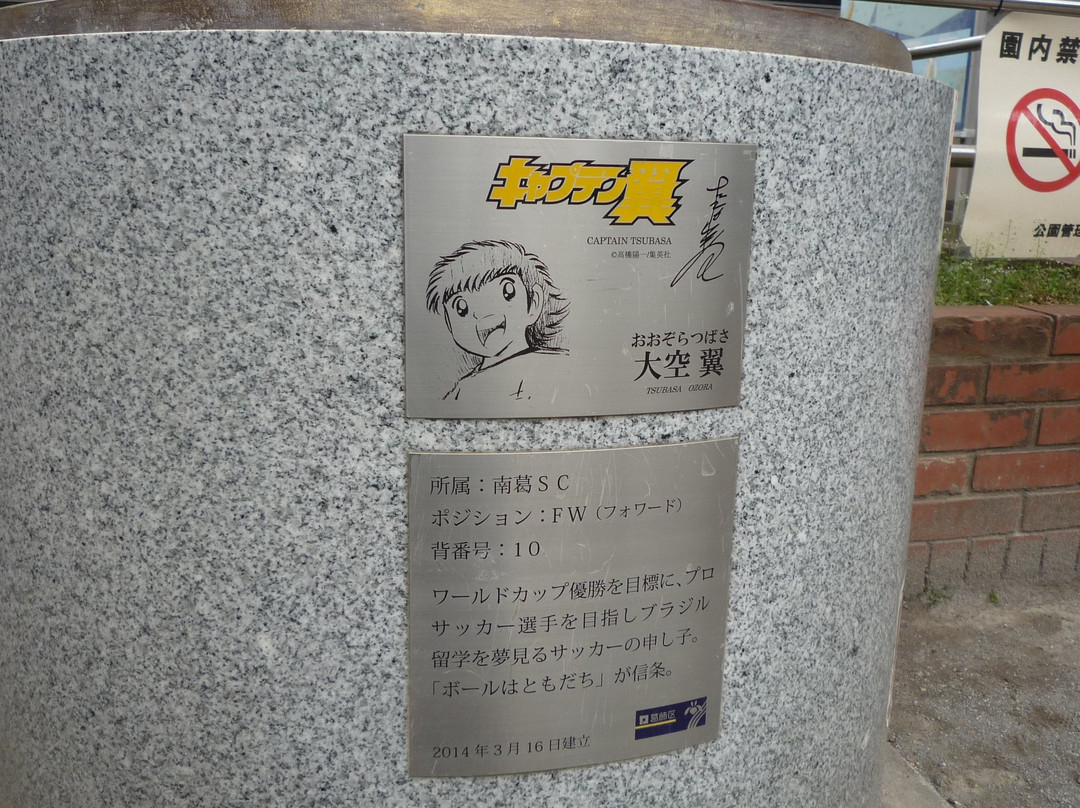 キャプテン翼
CAPTAIN TSUBASA
©高橋陽一/集英社
おおぞらつばさ
大空 翼
TSUBASA OZORA
所属：南葛ＳＣ
ポジション：ＦＷ（フォワード）
背番号：１０
ワールドカップ優勝を目標に、プロ
サッカー選手を目指しブラジル
留学を夢見るサッカーの申し子。
「ボールはともだち」が信条。
葛飾区
2014年3月16日建立
園内禁
公園管理